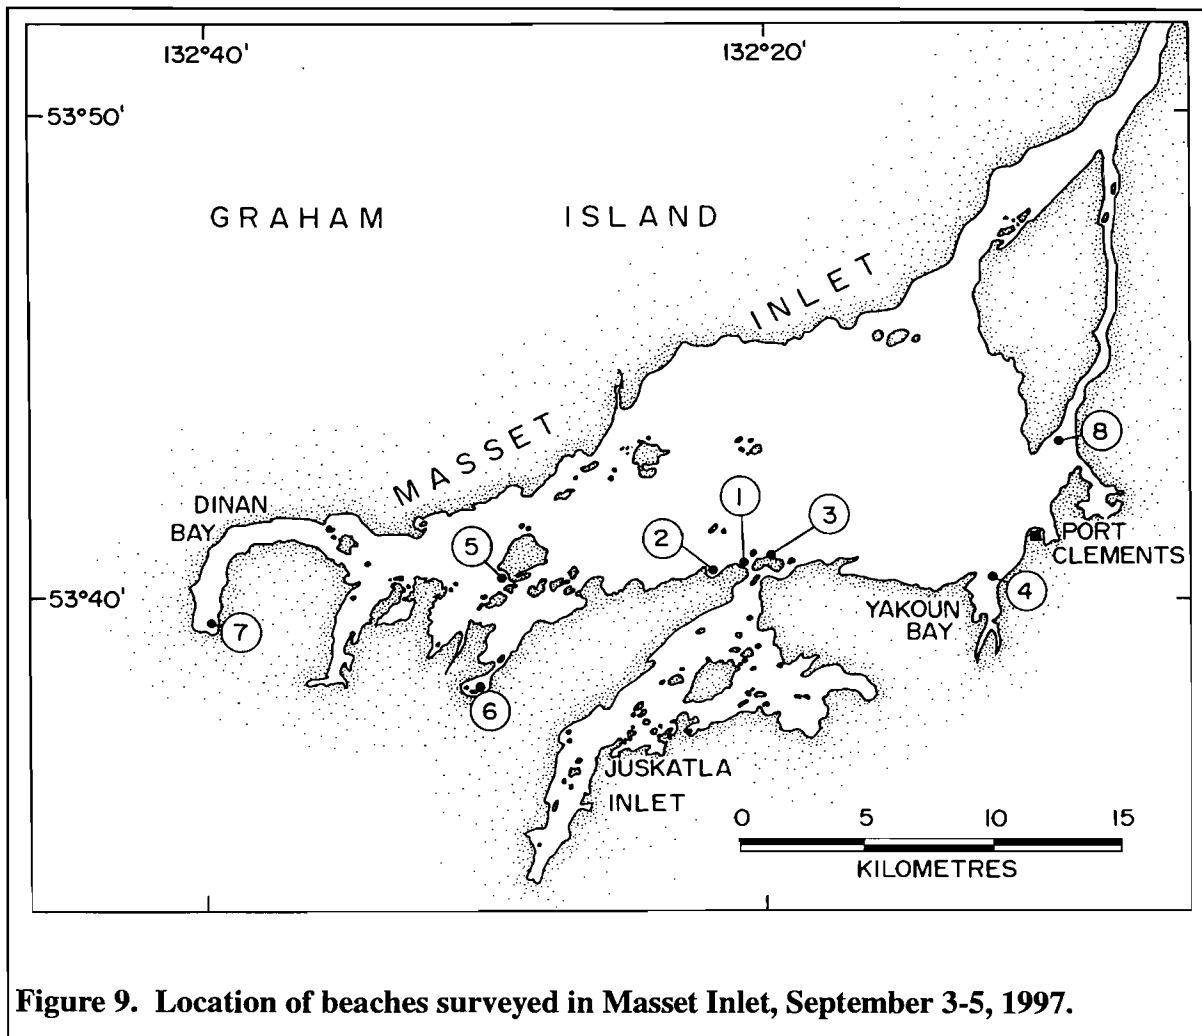 132°40' 132°20'
53°50'
GRAHAM ISLAND
MASSET INLET
8
1
3
2
5
DINAN
BAY
PORT
CLEMENTS
53°40'
4
YAKOUN
BAY
7
6
JUSKATLA
INLET
0 5 10 15
KILOMETRES
Figure 9. Location of beaches surveyed in Masset Inlet, September 3-5, 1997.